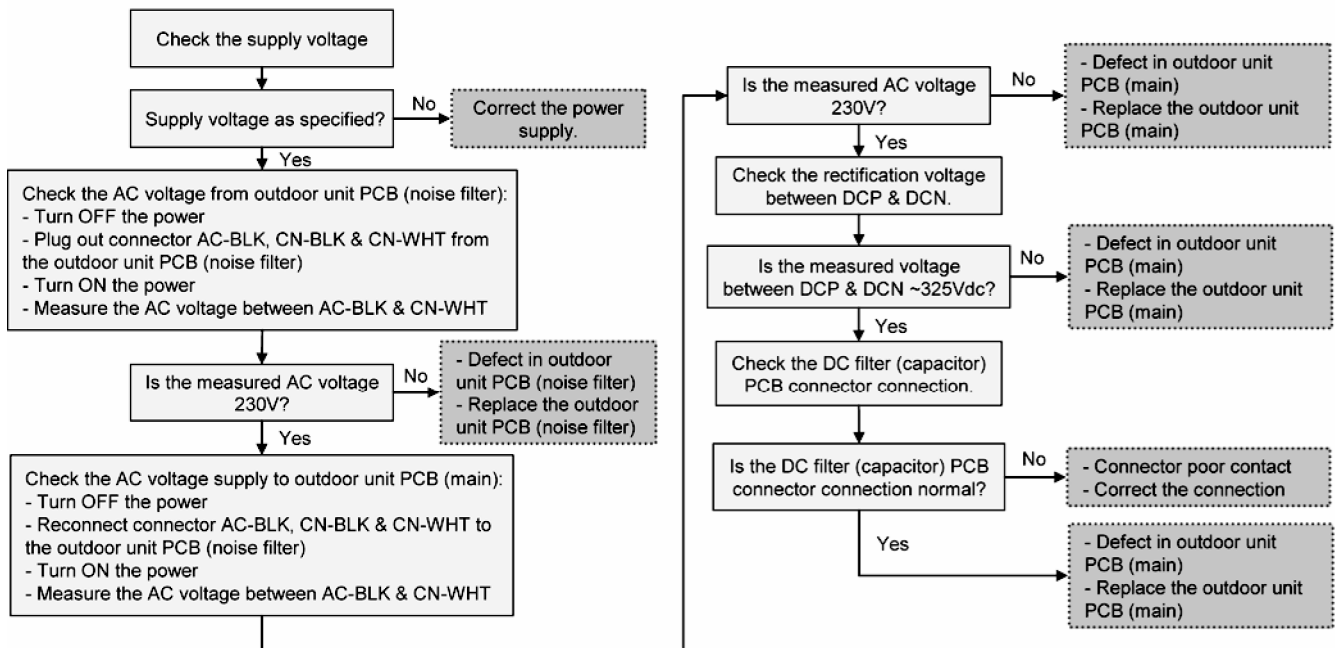 Check the supply voltage
Supply voltage as specified?
No
Correct the power
supply.
Yes
Check the AC voltage from outdoor unit PCB (noise filter):
- Turn OFF the power
- Plug out connector AC-BLK, CN-BLK & CN-WHT from
the outdoor unit PCB (noise filter)
- Turn ON the power
- Measure the AC voltage between AC-BLK & CN-WHT
Is the measured AC voltage
230V?
No
- Defect in outdoor
unit PCB (noise filter)
- Replace the outdoor
unit PCB (noise filter)
Yes
Check the AC voltage supply to outdoor unit PCB (main):
- Turn OFF the power
- Reconnect connector AC-BLK, CN-BLK & CN-WHT to
the outdoor unit PCB (noise filter)
- Turn ON the power
- Measure the AC voltage between AC-BLK & CN-WHT
Is the measured AC voltage
230V?
No
- Defect in outdoor unit
PCB (main)
- Replace the outdoor unit
PCB (main)
Yes
Check the rectification voltage
between DCP & DCN.
Is the measured voltage
between DCP & DCN ~325Vdc?
No
- Defect in outdoor unit
PCB (main)
- Replace the outdoor unit
PCB (main)
Yes
Check the DC filter (capacitor)
PCB connector connection.
Is the DC filter (capacitor) PCB
connector connection normal?
No
- Connector poor contact
- Correct the connection
Yes
- Defect in outdoor unit
PCB (main)
- Replace the outdoor unit
PCB (main)